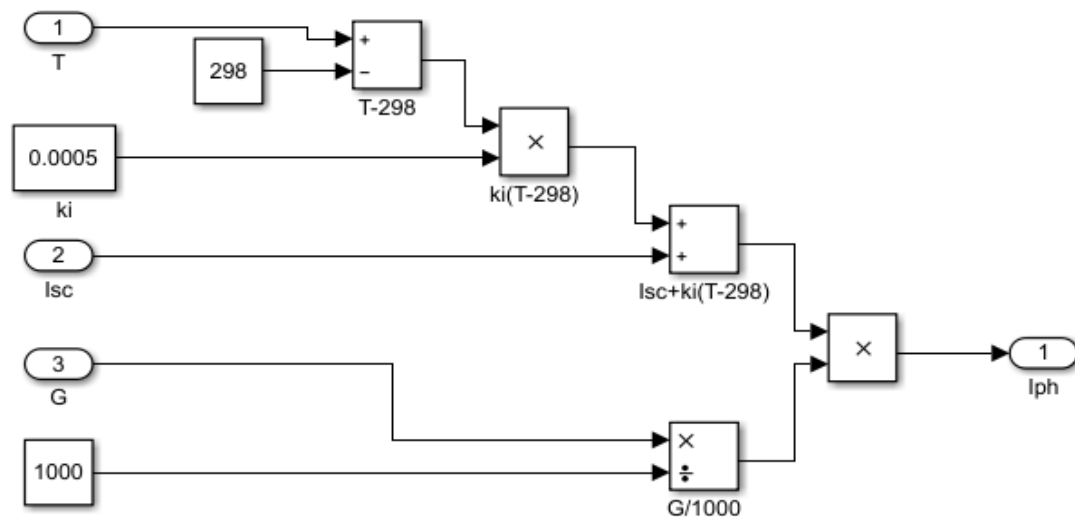 1
T
298
+
−
T-298
0.0005
ki
×
ki(T-298)
2
Isc
+
+
Isc+ki(T-298)
3
G
1000
×
÷
G/1000
×
1
Iph